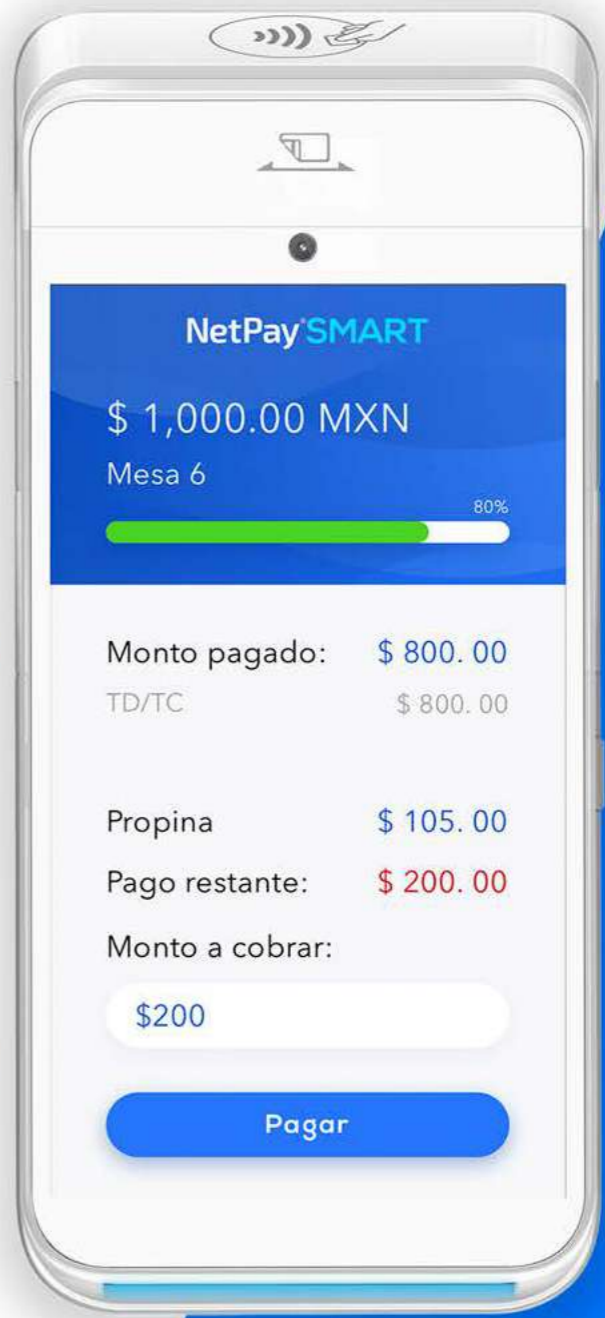 NetPay SMART
$ 1,000.00 MXN
Mesa 6
80%
Monto pagado: $ 800. 00
TD/TC $ 800. 00
Propina $ 105. 00
Pago restante: $ 200. 00
Monto a cobrar:
$200
Pagar